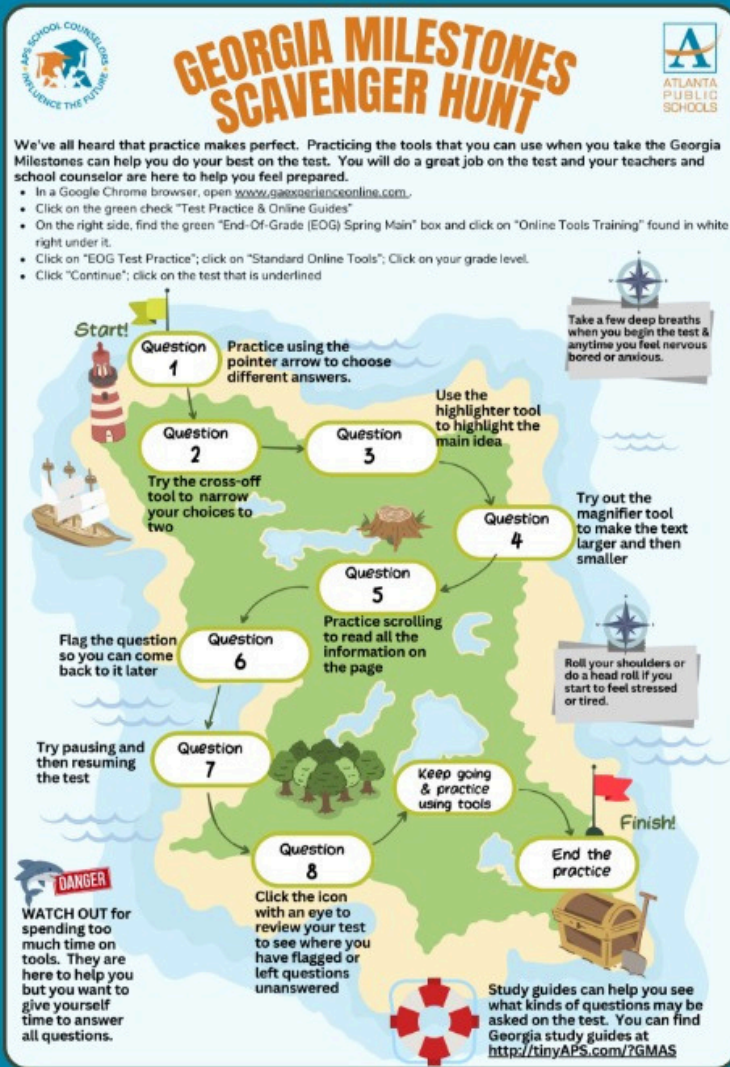 APS SCHOOL COUNSELORS
INFLUENCE THE FUTURE
GEORGIA MILESTONES
SCAVENGER HUNT
A
ATLANTA
PUBLIC
SCHOOLS
We've all heard that practice makes perfect. Practicing the tools that you can use when you take the Georgia
Milestones can help you do your best on the test. You will do a great job on the test and your teachers and
school counselor are here to help you feel prepared.
• In a Google Chrome browser, open www.gaexperienceonline.com .
• Click on the green check "Test Practice & Online Guides"
• On the right side, find the green "End-Of-Grade (EOG) Spring Main" box and click on "Online Tools Training" found in white
right under it.
• Click on "EOG Test Practice"; click on "Standard Online Tools"; Click on your grade level.
• Click "Continue"; click on the test that is underlined
Take a few deep breaths
when you begin the test &
anytime you feel nervous
bored or anxious.
Start!
Question
1
Practice using the
pointer arrow to choose
different answers.
Question
2
Try the cross-off
tool to narrow
your choices to
two
Question
3
Use the
highlighter tool
to highlight the
main idea
Question
4
Try out the
magnifier tool
to make the text
larger and then
smaller
Question
5
Practice scrolling
to read all the
information on
the page
Question
6
Flag the question
so you can come
back to it later
Roll your shoulders or
do a head roll if you
start to feel stressed
or tired.
Question
7
Try pausing and
then resuming
the test
Question
8
Click the icon
with an eye to
review your test
to see where you
have flagged or
left questions
unanswered
Keep going
& practice
using tools
Finish!
End the
practice
DANGER
WATCH OUT for
spending too
much time on
tools. They are
here to help you
but you want to
give yourself
time to answer
all questions.
Study guides can help you see
what kinds of questions may be
asked on the test. You can find
Georgia study guides at
http://tinyAPS.com/?GMAS